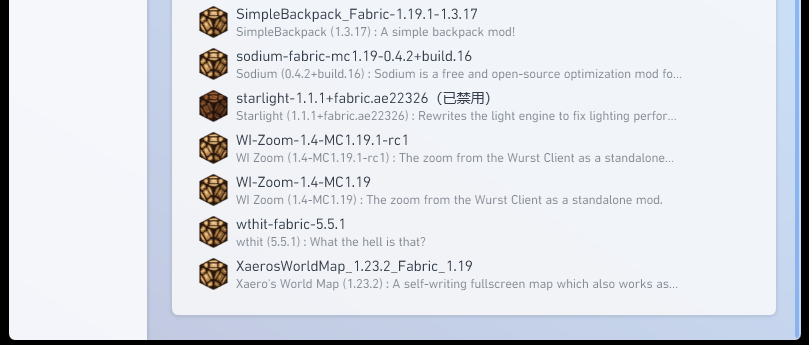 SimpleBackpack_Fabric-1.19.1-1.3.17
SimpleBackpack (1.3.17) : A simple backpack mod!
sodium-fabric-mc1.19-0.4.2+build.16
Sodium (0.4.2+build.16) : Sodium is a free and open-source optimization mod fo...
starlight-1.1.1+fabric.ae22326（已禁用）
Starlight (1.1.1+fabric.ae22326) : Rewrites the light engine to fix lighting perfor...
WI-Zoom-1.4-MC1.19.1-rc1
WI Zoom (1.4-MC1.19.1-rc1) : The zoom from the Wurst Client as a standalone...
WI-Zoom-1.4-MC1.19
WI Zoom (1.4-MC1.19) : The zoom from the Wurst Client as a standalone mod.
wthit-fabric-5.5.1
wthit (5.5.1) : What the hell is that?
XaerosWorldMap_1.23.2_Fabric_1.19
Xaero's World Map (1.23.2) : A self-writing fullscreen map which also works as...